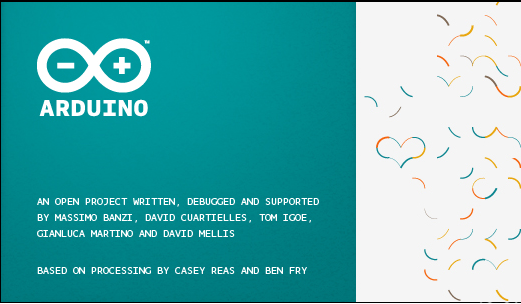 ARDUINO
AN OPEN PROJECT WRITTEN, DEBUGGED AND SUPPORTED
BY MASSIMO BANZI, DAVID CUARTIELLES, TOM IGOE,
GIANLUCA MARTINO AND DAVID MELLIS
BASED ON PROCESSING BY CASEY REAS AND BEN FRY